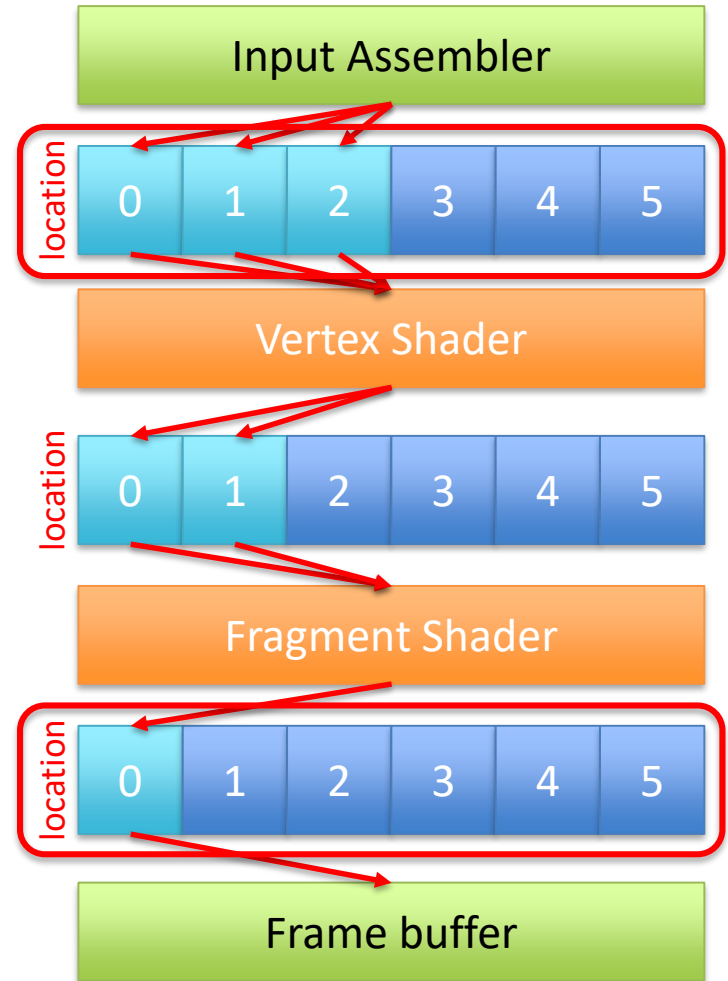 Input Assembler
location
0 1 2 3 4 5
Vertex Shader
location
0 1 2 3 4 5
Fragment Shader
location
0 1 2 3 4 5
Frame buffer